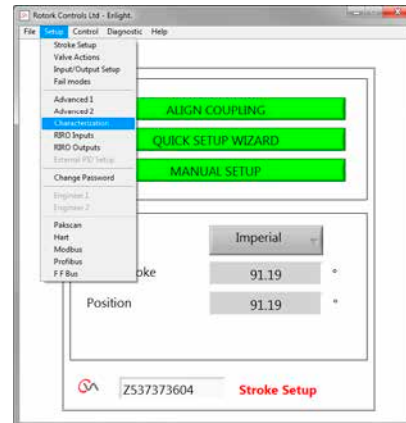 Rotork Controls Ltd - Enlight.
File Setup Control Diagnostic Help
Stroke Setup
Valve Actions
Input/Output Setup
Fail modes
Advanced 1
Advanced 2
Characterization
RIRO Inputs
RIRO Outputs
External PID Setup
Change Password
Engineer 1
Engineer 2
Pakscan
Hart
Modbus
Profibus
F F Bus
ALIGN COUPLING
QUICK SETUP WIZARD
MANUAL SETUP
Imperial
oke 91.19 °
Position 91.19 °
Z537373604 Stroke Setup